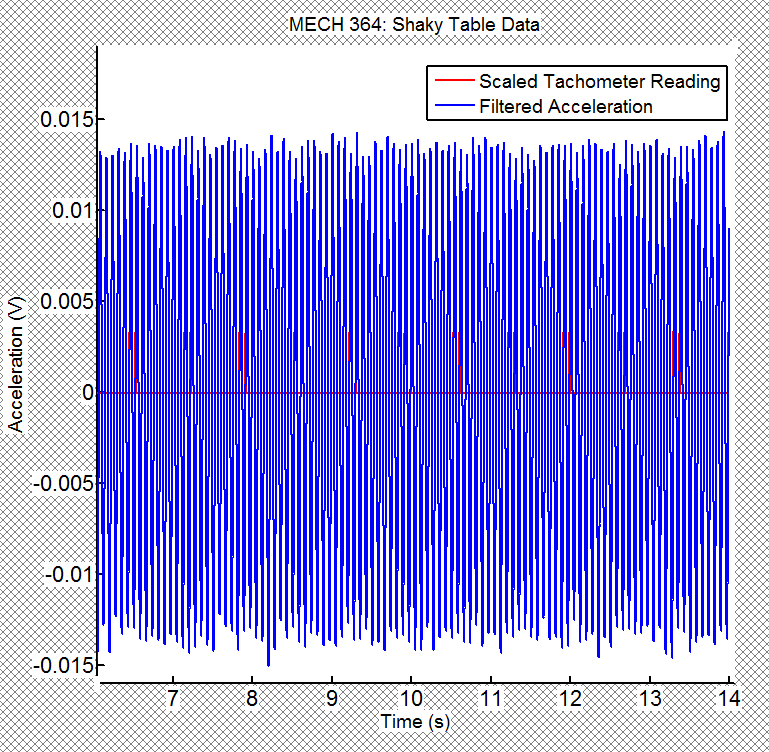 MECH 364: Shaky Table Data
Scaled Tachometer Reading
Filtered Acceleration
0.015
0.01
0.005
0
-0.005
-0.01
-0.015
Acceleration (V)
7 8 9 10 11 12 13 14
Time (s)